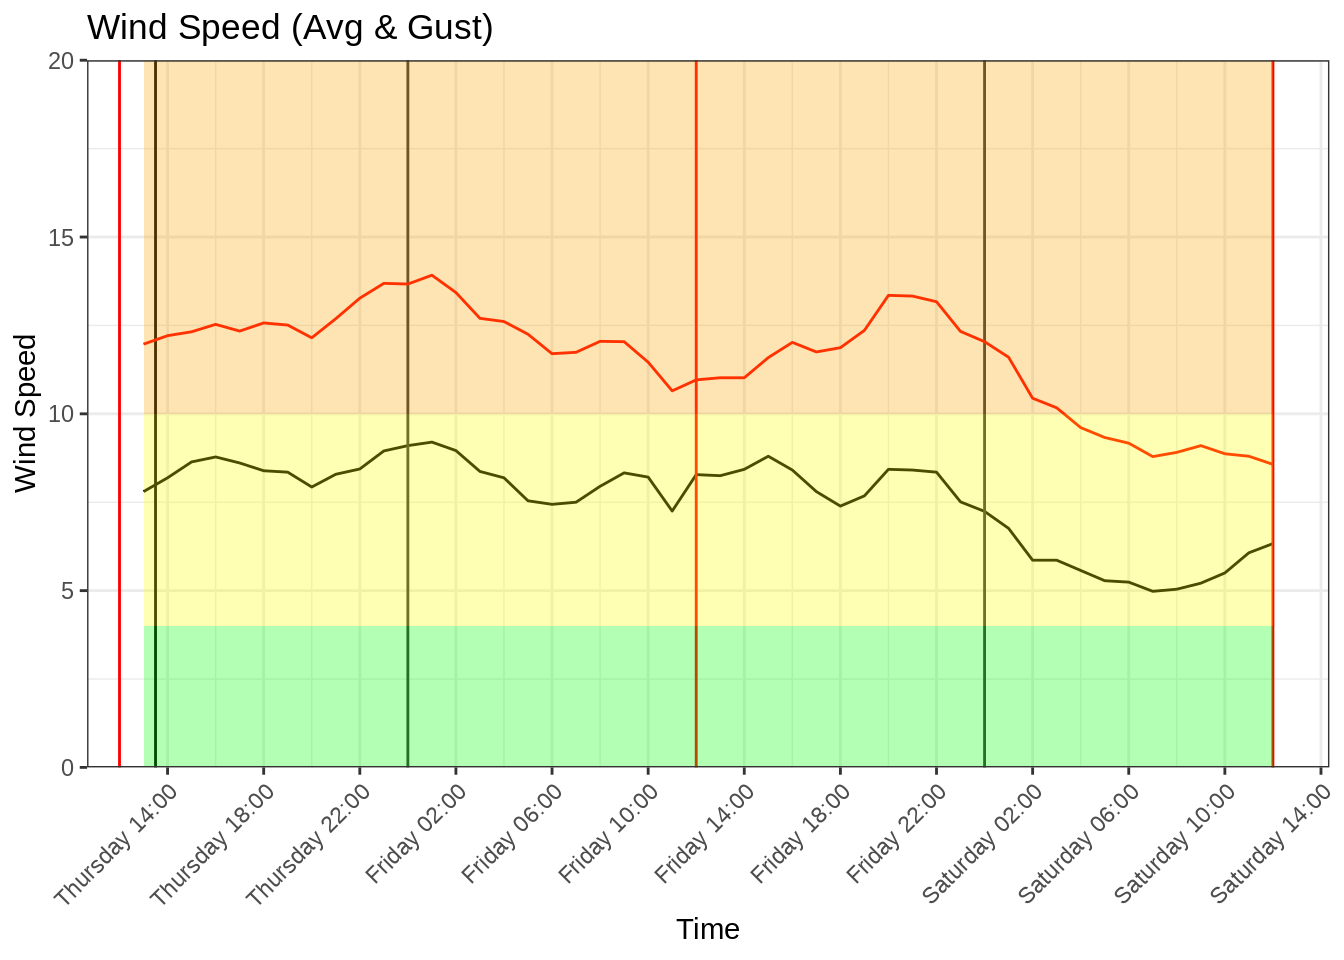 Wind Speed (Avg & Gust)
20
15
10
5
0
Wind Speed
Thursday 14:00
Thursday 18:00
Thursday 22:00
Friday 02:00
Friday 06:00
Friday 10:00
Friday 14:00
Friday 18:00
Friday 22:00
Saturday 02:00
Saturday 06:00
Saturday 10:00
Saturday 14:00
Time